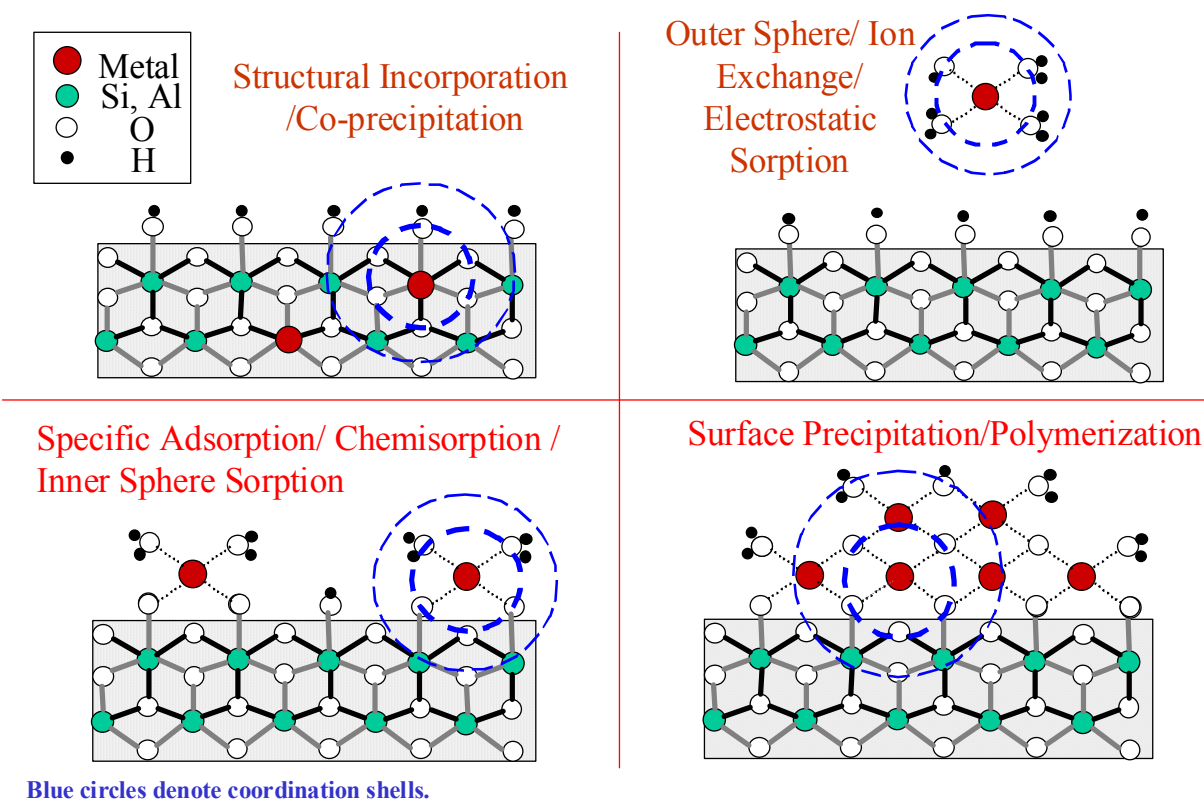 Metal
Si, Al
O
H
Structural Incorporation
/Co-precipitation
Outer Sphere/ Ion
Exchange/
Electrostatic
Sorption
Specific Adsorption/ Chemisorption /
Inner Sphere Sorption
Surface Precipitation/Polymerization
Blue circles denote coordination shells.